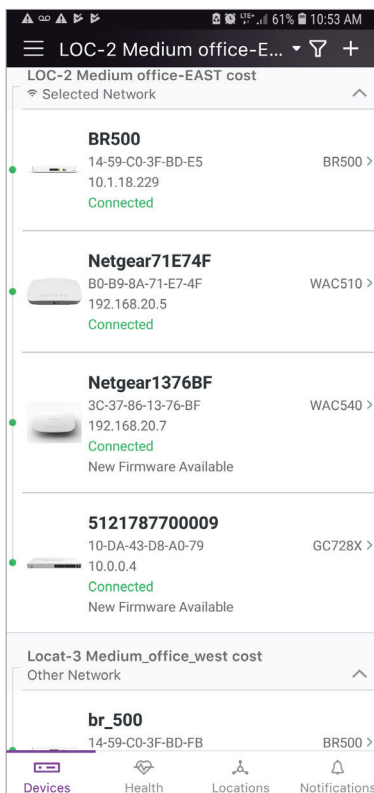 LTE+ 61% 10:53 AM
LOC-2 Medium office-E...
LOC-2 Medium office-EAST cost
Selected Network
BR500
14-59-C0-3F-BD-E5
BR500 >
10.1.18.229
Connected
Netgear71E74F
B0-B9-8A-71-E7-4F
WAC510 >
192.168.20.5
Connected
Netgear1376BF
3C-37-86-13-76-BF
WAC540 >
192.168.20.7
Connected
New Firmware Available
5121787700009
10-DA-43-D8-A0-79
GC728X >
10.0.0.4
Connected
New Firmware Available
Locat-3 Medium_office_west cost
Other Network
br_500
14-59-C0-3F-BD-FB
BR500 >
Devices Health Locations Notifications